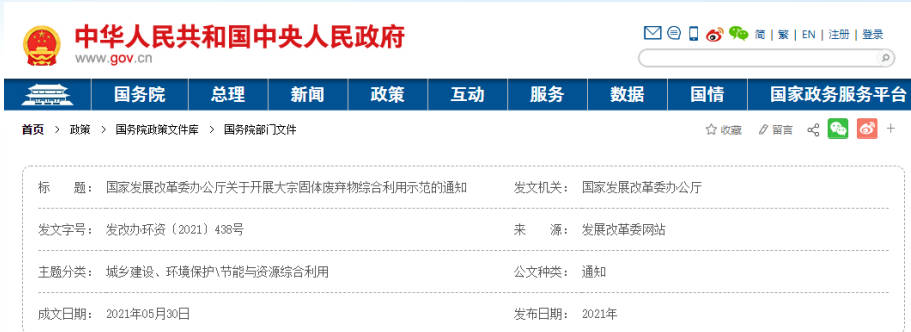 中华人民共和国中央人民政府
www.gov.cn
简 | 繁 | EN | 注册 | 登录
国务院 总理 新闻 政策 互动 服务 数据 国情 国家政务服务平台
首页 > 政策 > 国务院政策文件库 > 国务院部门文件
收藏 留言
标 题： 国家发展改革委办公厅关于开展大宗固体废弃物综合利用示范的通知 发文机关： 国家发展改革委办公厅
发文字号： 发改办环资〔2021〕438号 来 源： 发展改革委网站
主题分类： 城乡建设、环境保护\节能与资源综合利用 公文种类： 通知
成文日期： 2021年05月30日 发布日期： 2021年